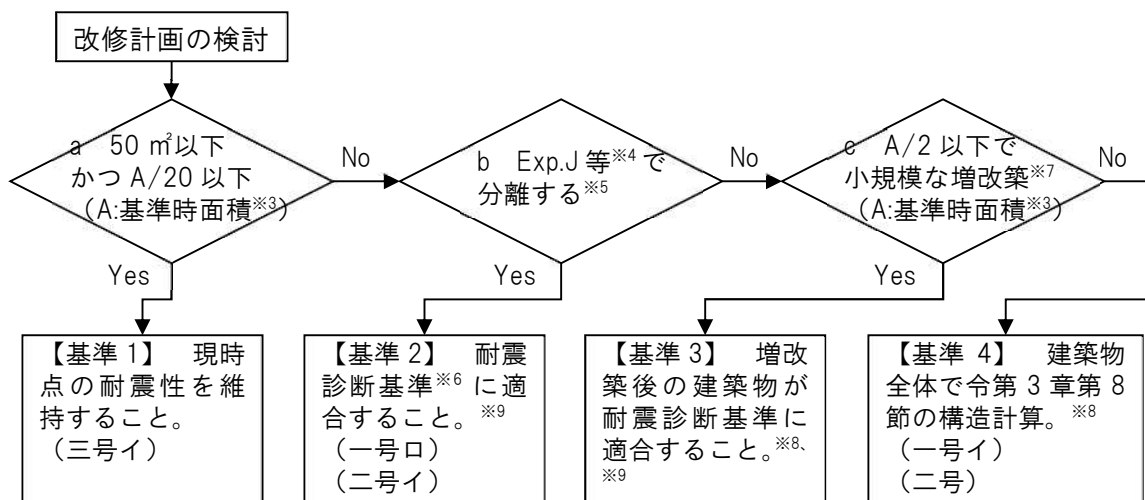 改修計画の検討
a 50 ㎡以下
かつ A/20 以下
(A:基準時面積※3)
No
b Exp.J 等※4で
分離する※5
No
c A/2 以下で
小規模な増改築※7
(A:基準時面積※3)
No
Yes
Yes
Yes
【基準 1】 現時
点の耐震性を維
持すること。
(三号イ)
【基準 2】 耐震
診断基準※6 に適
合すること。※9
(一号ロ)
(二号イ)
【基準 3】 増改
築後の建築物が
耐震診断基準に
適合すること。※8、
※9
【基準 4】 建築物
全体で令第 3 章第 8
節の構造計算。※8
(一号イ)
(二号)